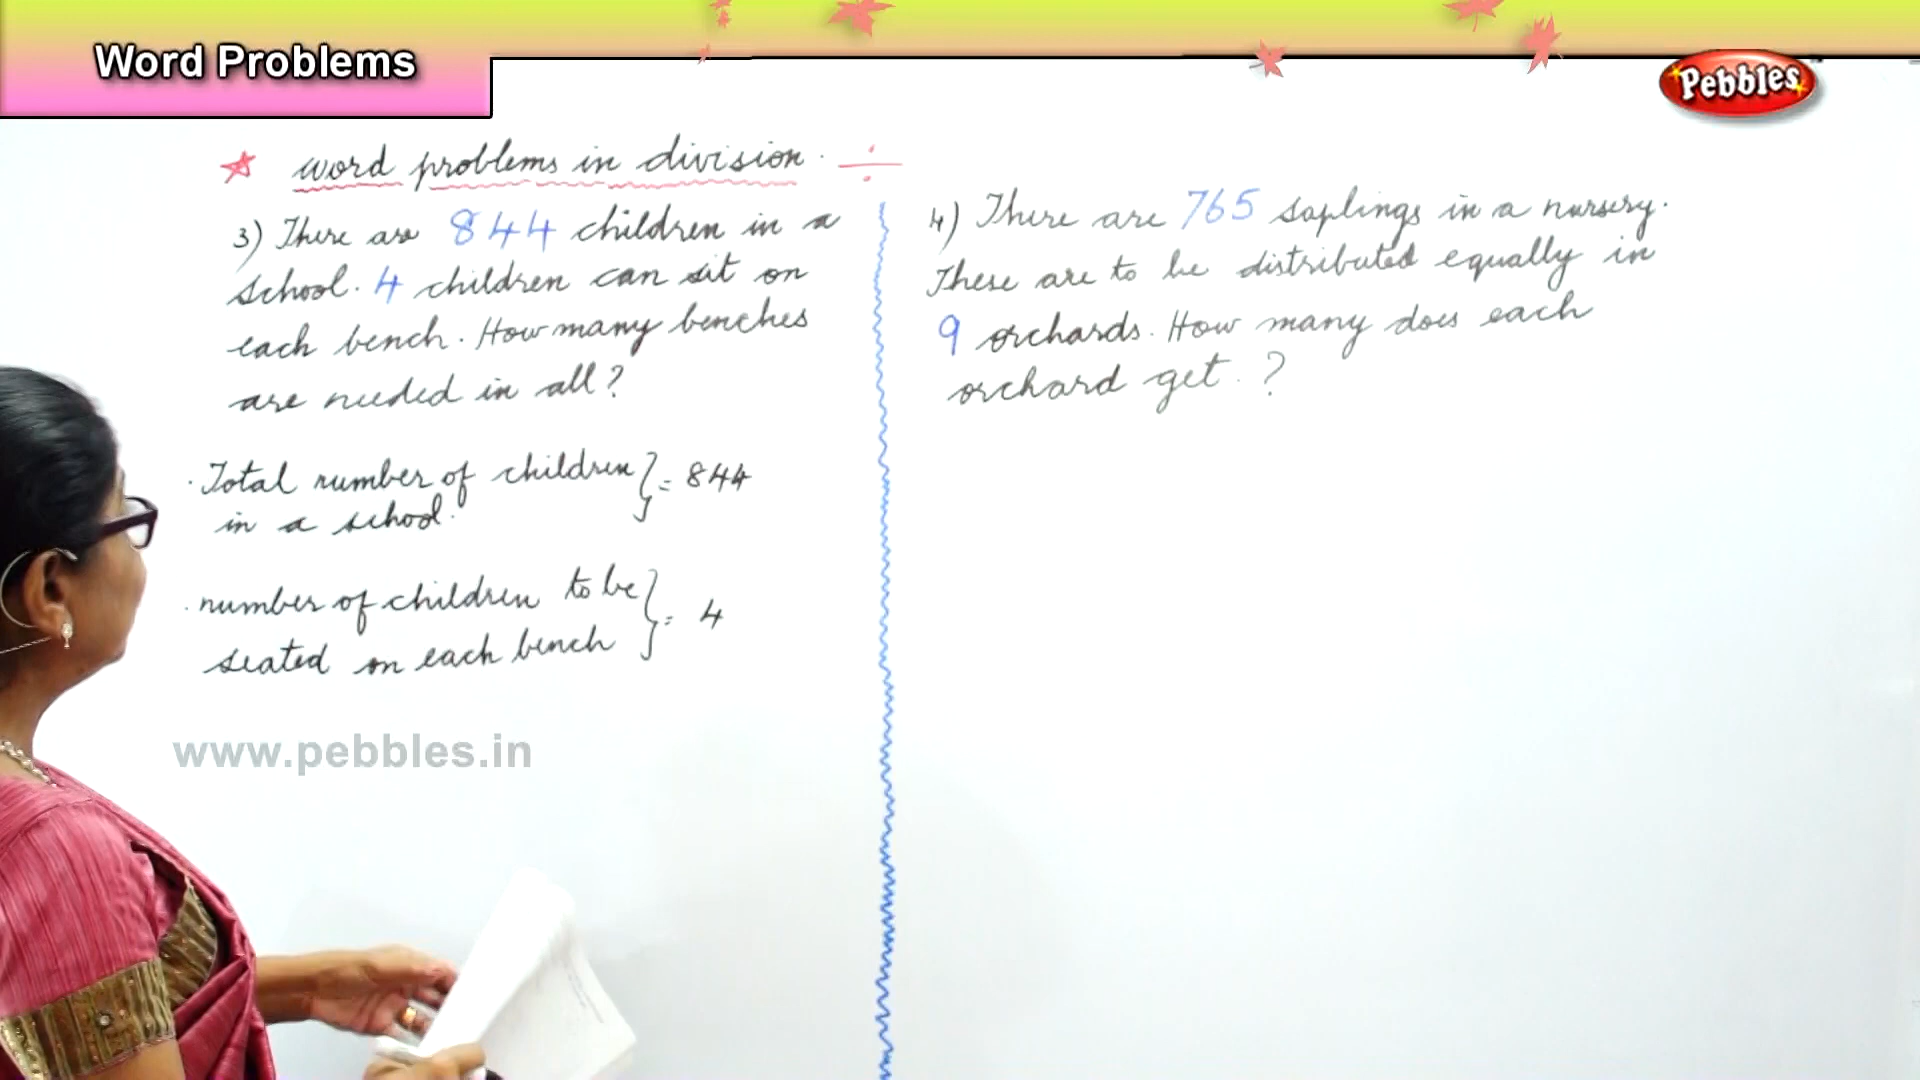 Word Problems
Pebbles
word problems in division. ÷
3) There are 844 children in a
school. 4 children can sit on
each bench. How many benches
are needed in all?
· Total number of children } = 844
in a school.
· number of children to be } = 4
seated on each bench
www.pebbles.in
4) There are 765 saplings in a nursery.
These are to be distributed equally in
9 orchards. How many does each
orchard get. ?